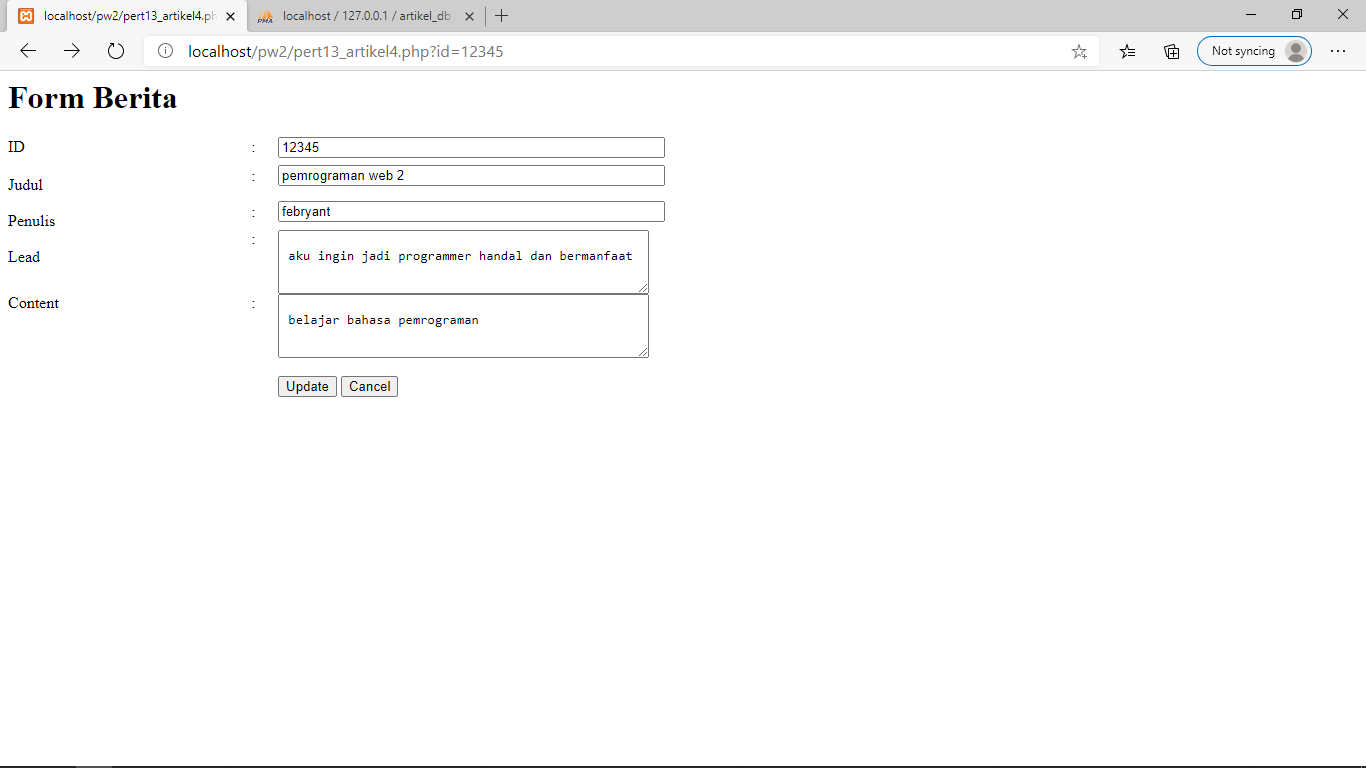 localhost/pw2/pert13_artikel4.ph
localhost / 127.0.0.1 / artikel_db
localhost/pw2/pert13_artikel4.php?id=12345
Not syncing
Form Berita
ID : 12345
Judul : pemrograman web 2
Penulis : febryant
Lead : aku ingin jadi programmer handal dan bermanfaat
Content : belajar bahasa pemrograman
Update Cancel